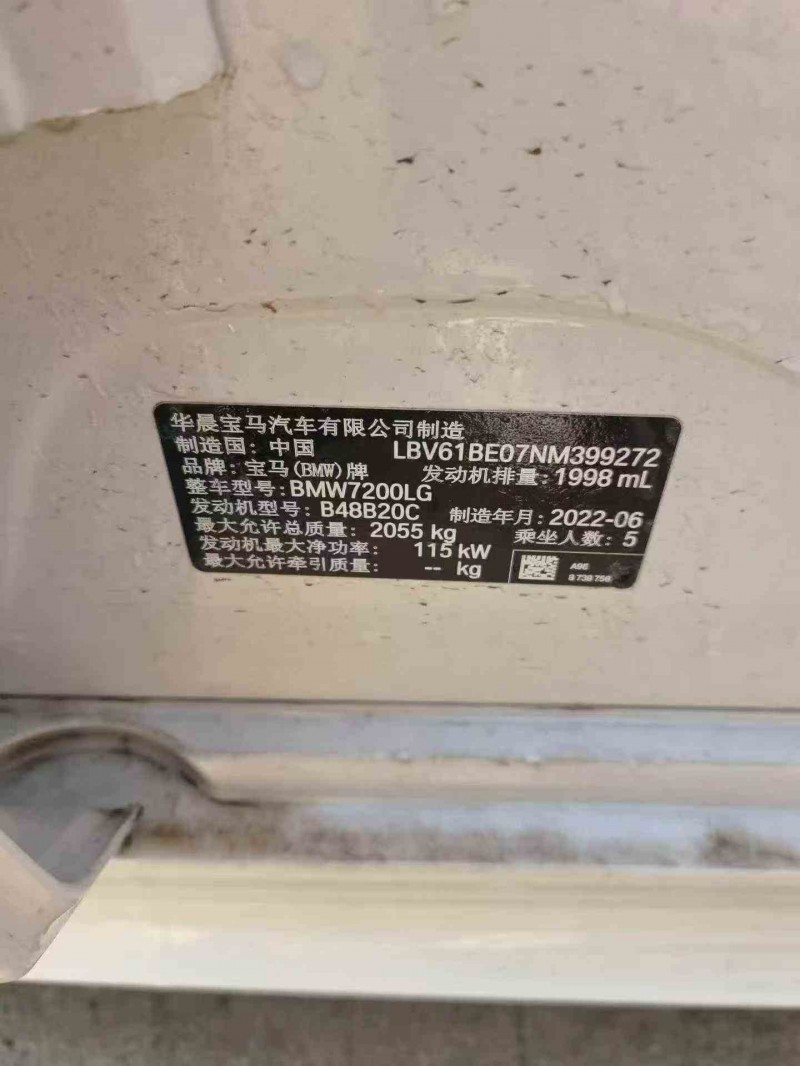 华晨宝马汽车有限公司制造
制造国：中国 LBV61BE07NM399272
品牌：宝马(BMW)牌 发动机排量：1998 mL
整车型号：BMW7200LG
发动机型号：B48B20C 制造年月：2022-06
最大允许总质量：2055 kg 乘坐人数：5
发动机最大净功率：115 kW
最大允许牵引质量：-- kg
A96
8 738 756